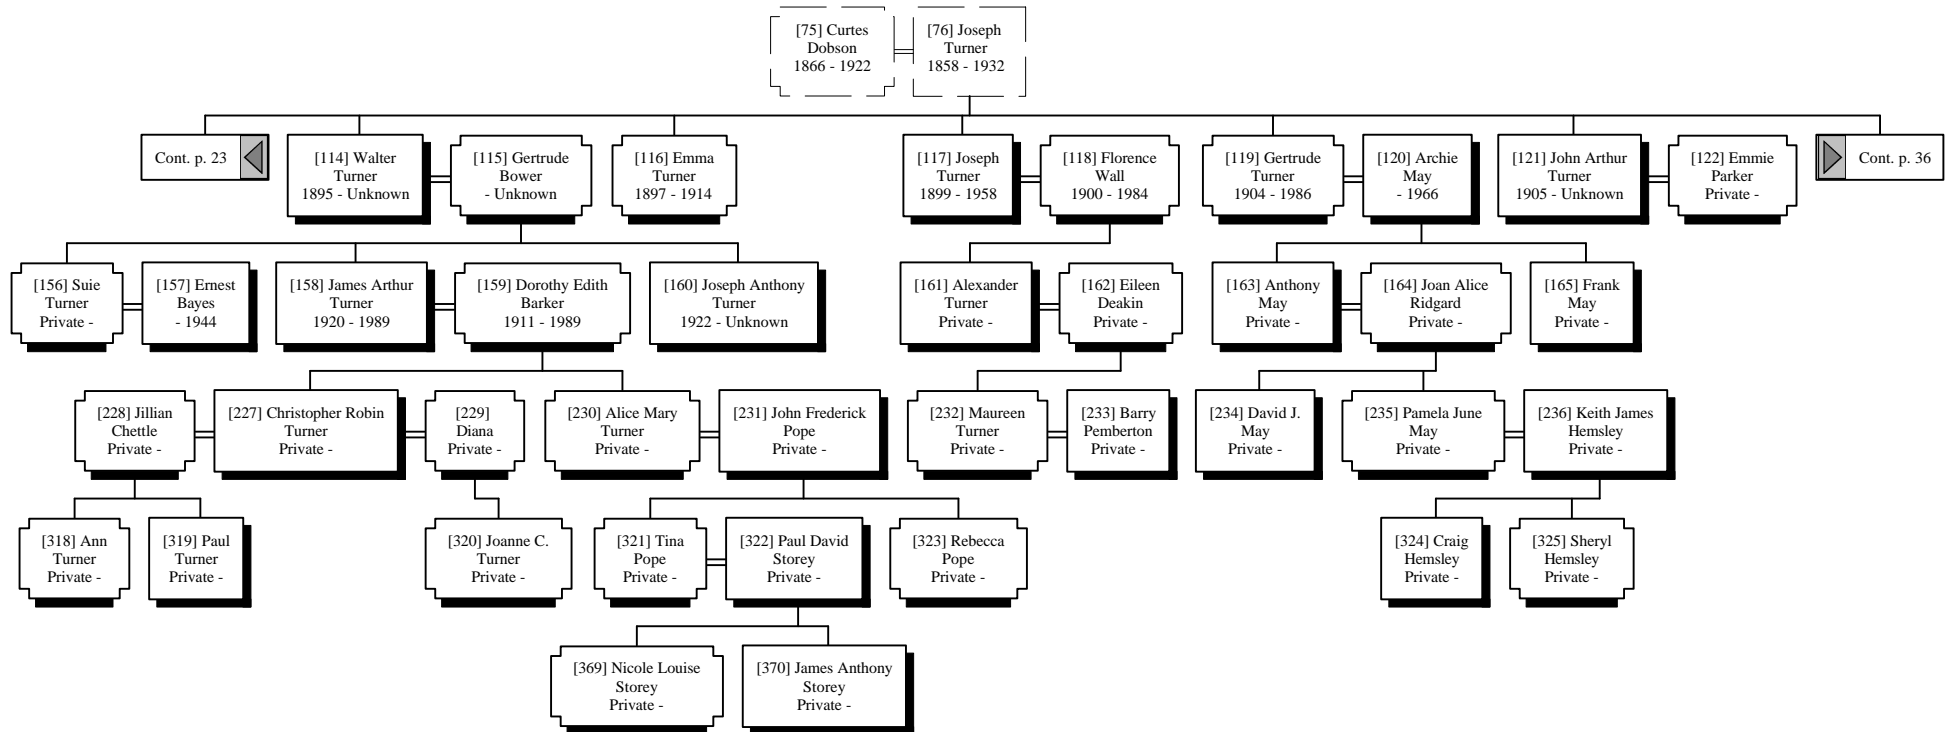 [75] Curtes
Dobson
1866 - 1922
[76] Joseph
Turner
1858 - 1932
Cont. p. 23
[114] Walter
Turner
1895 - Unknown
[115] Gertrude
Bower
- Unknown
[116] Emma
Turner
1897 - 1914
[117] Joseph
Turner
1899 - 1958
[118] Florence
Wall
1900 - 1984
[119] Gertrude
Turner
1904 - 1986
[120] Archie
May
- 1966
[121] John Arthur
Turner
1905 - Unknown
[122] Emmie
Parker
Private -
Cont. p. 36
[156] Suie
Turner
Private -
[157] Ernest
Bayes
- 1944
[158] James Arthur
Turner
1920 - 1989
[159] Dorothy Edith
Barker
1911 - 1989
[160] Joseph Anthony
Turner
1922 - Unknown
[161] Alexander
Turner
Private -
[162] Eileen
Deakin
Private -
[163] Anthony
May
Private -
[164] Joan Alice
Ridgard
Private -
[165] Frank
May
Private -
[228] Jillian
Chettle
Private -
[227] Christopher Robin
Turner
Private -
[229]
Diana
Private -
[230] Alice Mary
Turner
Private -
[231] John Frederick
Pope
Private -
[232] Maureen
Turner
Private -
[233] Barry
Pemberton
Private -
[234] David J.
May
Private -
[235] Pamela June
May
Private -
[236] Keith James
Hemsley
Private -
[318] Ann
Turner
Private -
[319] Paul
Turner
Private -
[320] Joanne C.
Turner
Private -
[321] Tina
Pope
Private -
[322] Paul David
Storey
Private -
[323] Rebecca
Pope
Private -
[324] Craig
Hemsley
Private -
[325] Sheryl
Hemsley
Private -
[369] Nicole Louise
Storey
Private -
[370] James Anthony
Storey
Private -